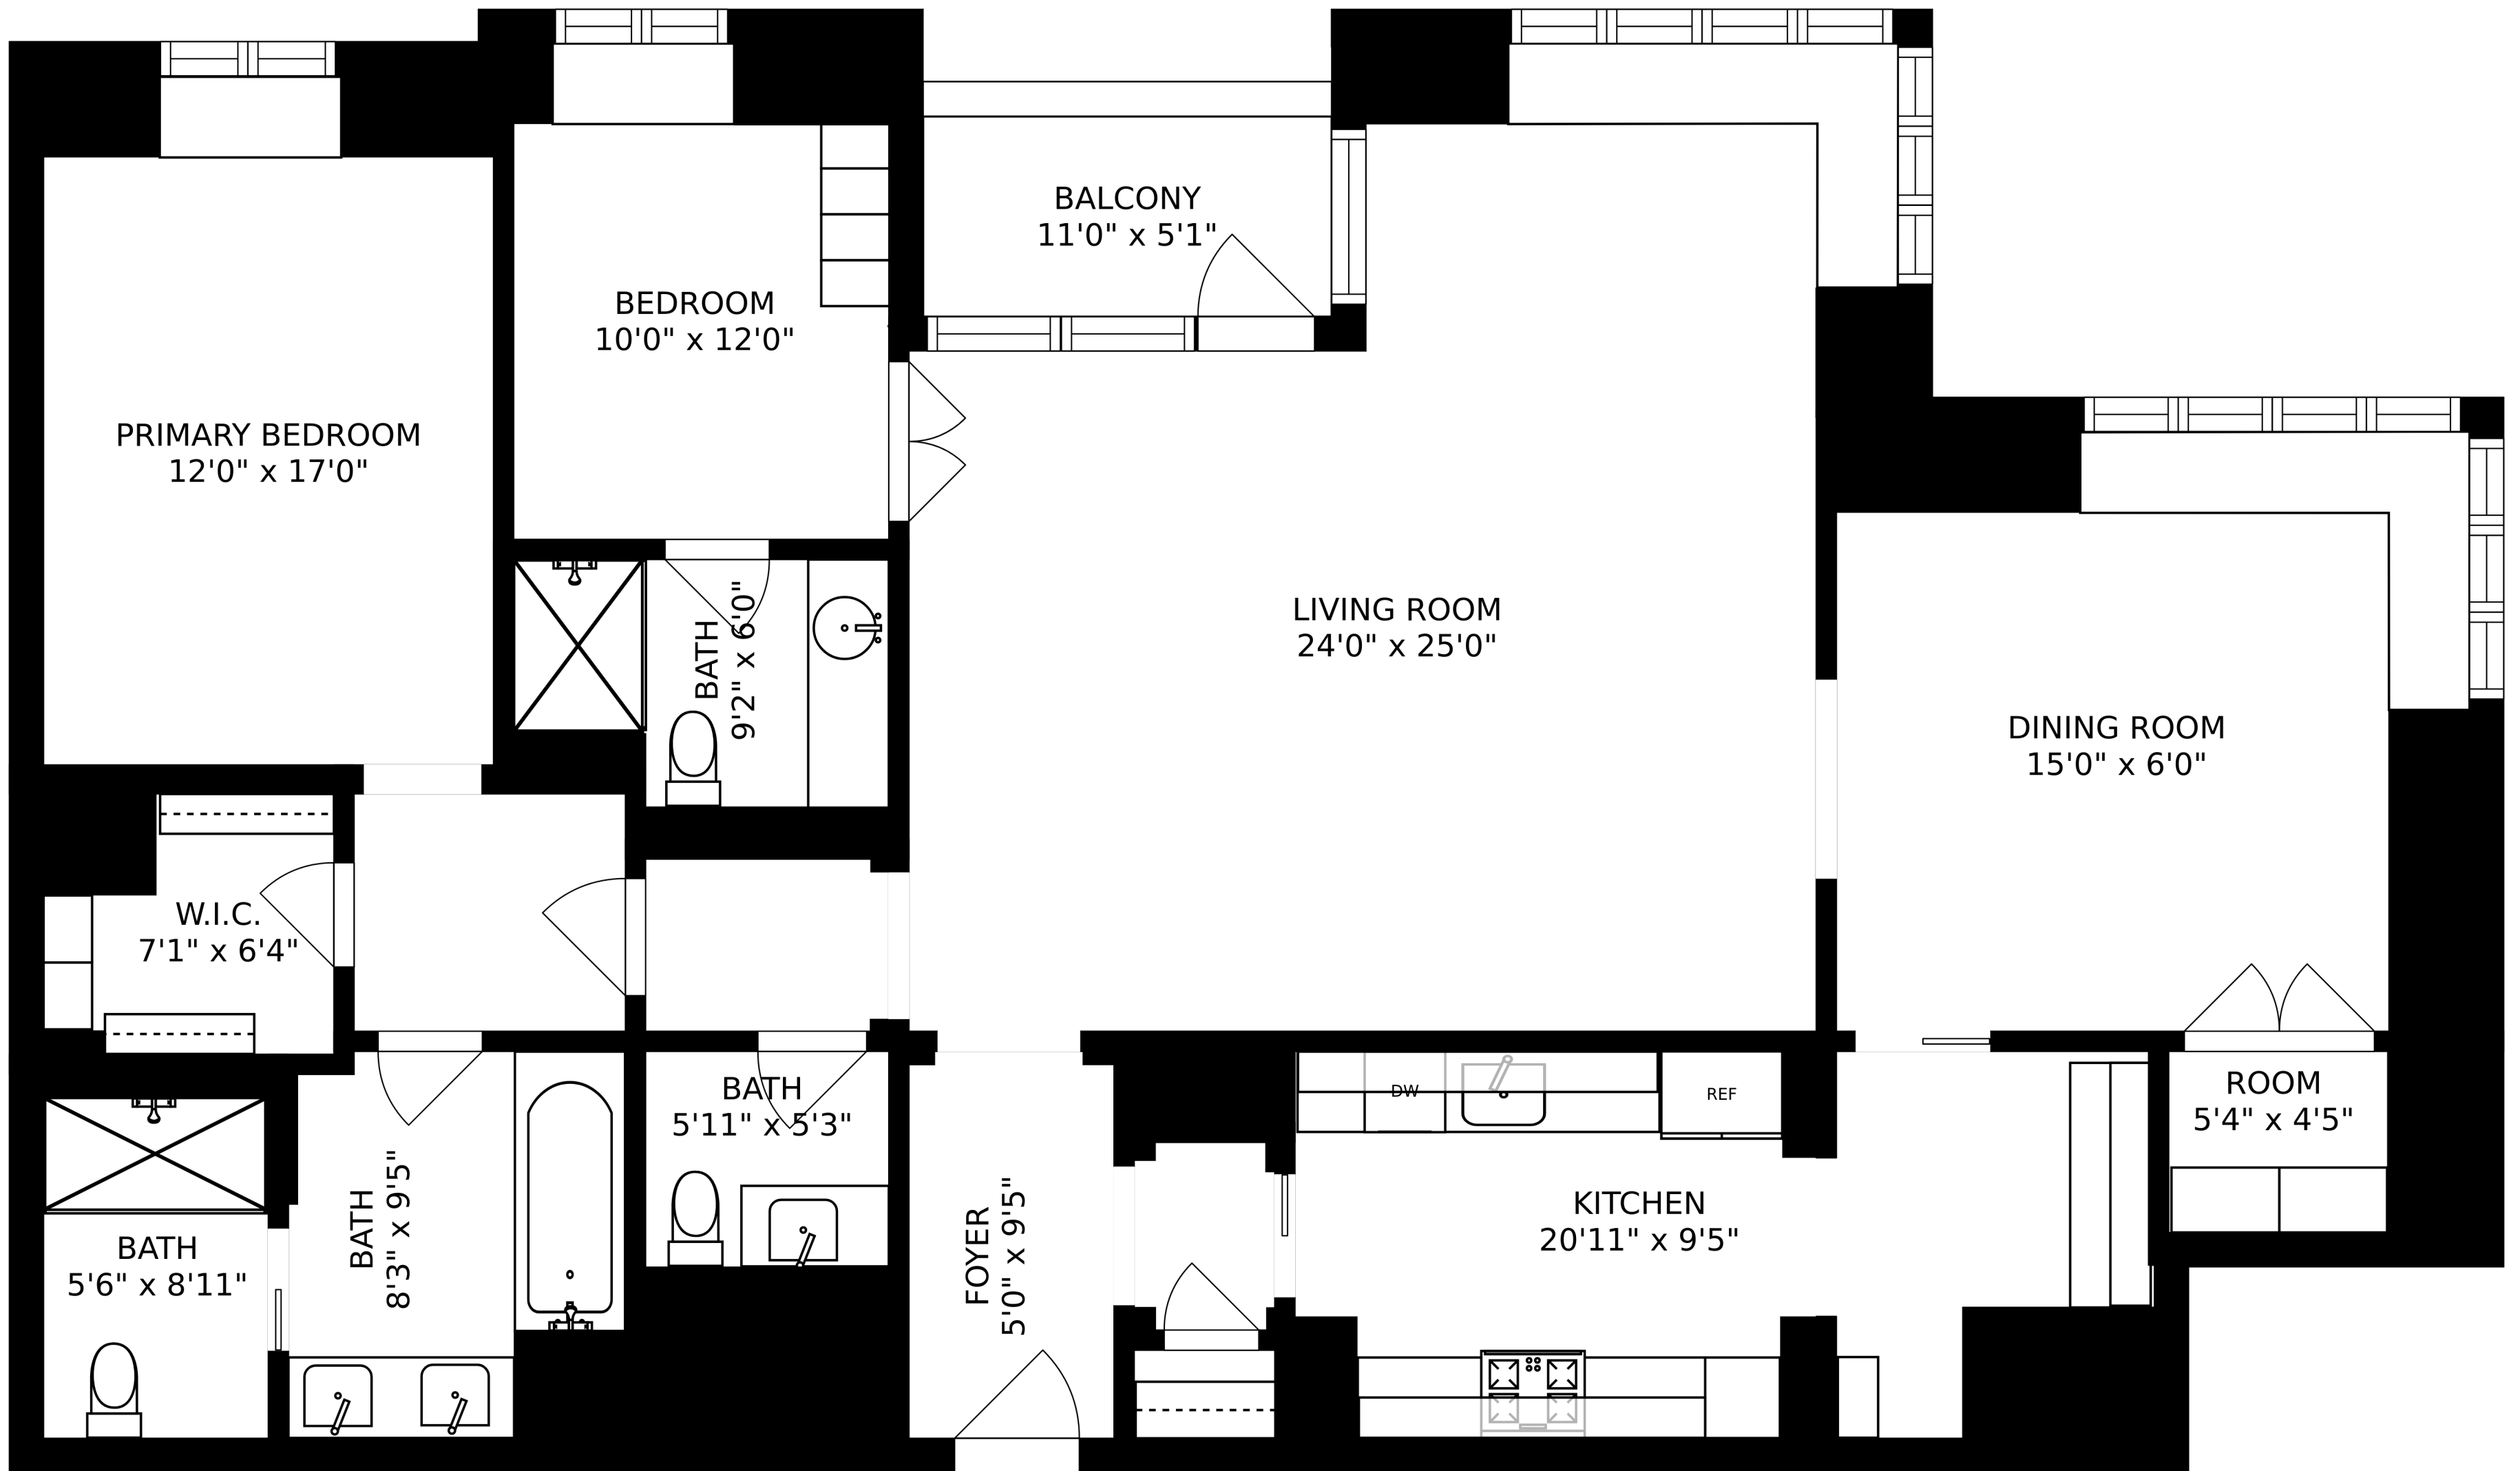 BALCONY
11'0" x 5'1"
BEDROOM
10'0" x 12'0"
PRIMARY BEDROOM
12'0" x 17'0"
LIVING ROOM
24'0" x 25'0"
BATH
9'2" x 6'0"
DINING ROOM
15'0" x 6'0"
W.I.C.
7'1" x 6'4"
BATH
5'11" x 5'3"
DW
REF
ROOM
5'4" x 4'5"
KITCHEN
20'11" x 9'5"
BATH
8'3" x 9'5"
FOYER
5'0" x 9'5"
BATH
5'6" x 8'11"